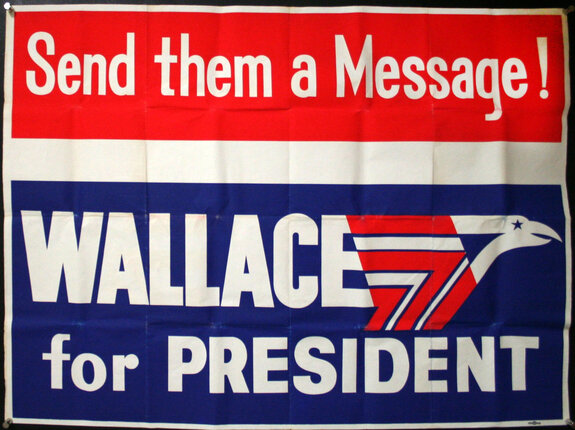 Send them a Message!
WALLACE
for PRESIDENT